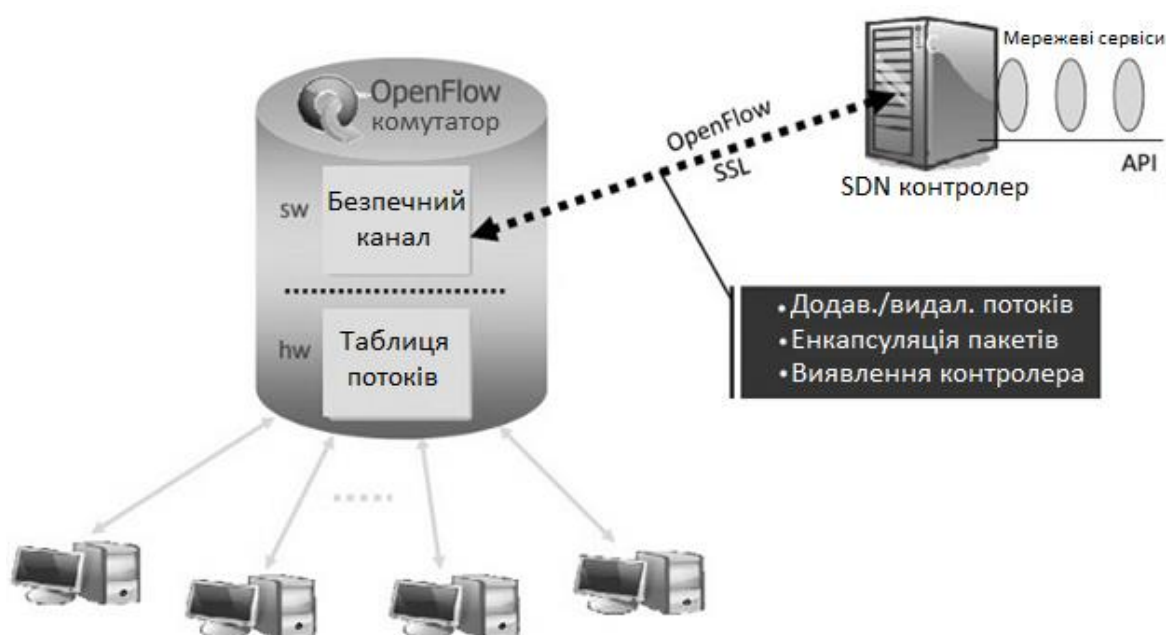 OpenFlow
комутатор
sw
Безпечний
канал
hw
Таблиця
потоків
OpenFlow
SSL
Мережеві сервіси
API
SDN контролер
• Додав./видал. потоків
• Енкапсуляція пакетів
• Виявлення контролера